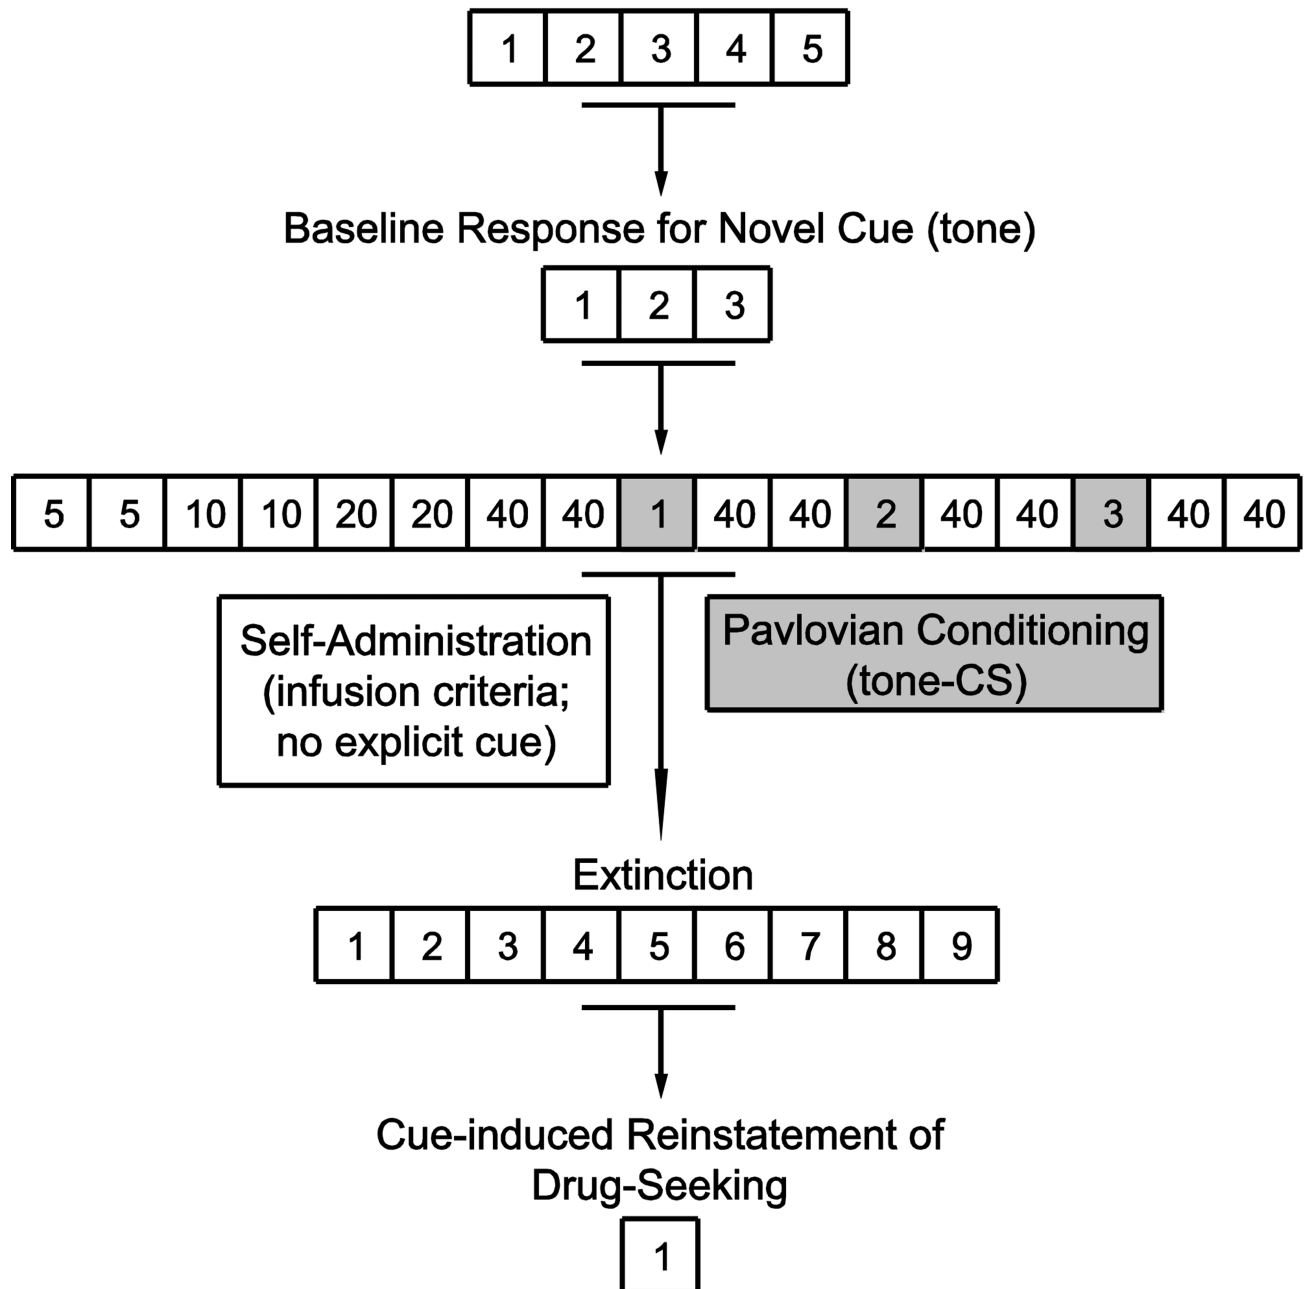 1 2 3 4 5
Baseline Response for Novel Cue (tone)
1 2 3
5 5 10 10 20 20 40 40 1 40 40 2 40 40 3 40 40
Self-Administration
(infusion criteria;
no explicit cue)
Pavlovian Conditioning
(tone-CS)
Extinction
1 2 3 4 5 6 7 8 9
Cue-induced Reinstatement of
Drug-Seeking
1